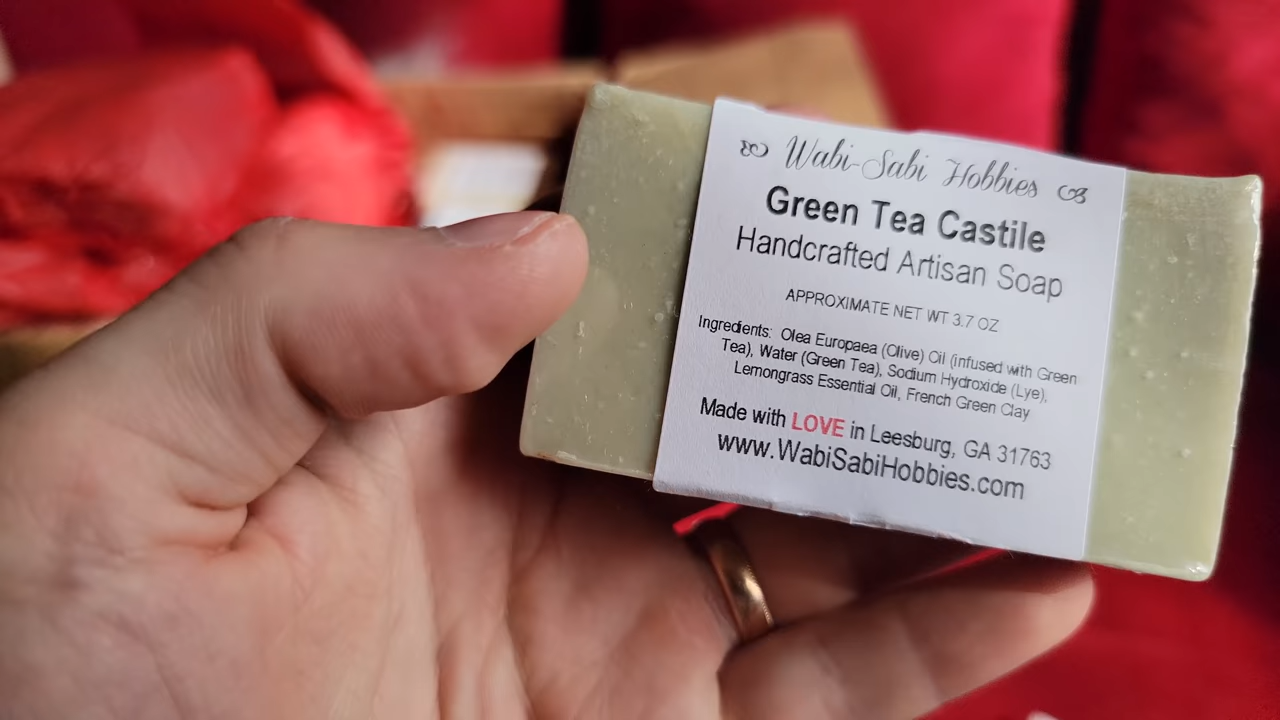 Wabi-Sabi Hobbies
Green Tea Castile
Handcrafted Artisan Soap
APPROXIMATE NET WT 3.7 OZ
Ingredients: Olea Europaea (Olive) Oil (infused with Green
Tea), Water (Green Tea), Sodium Hydroxide (Lye),
Lemongrass Essential Oil, French Green Clay
Made with LOVE in Leesburg, GA 31763
www.WabiSabiHobbies.com